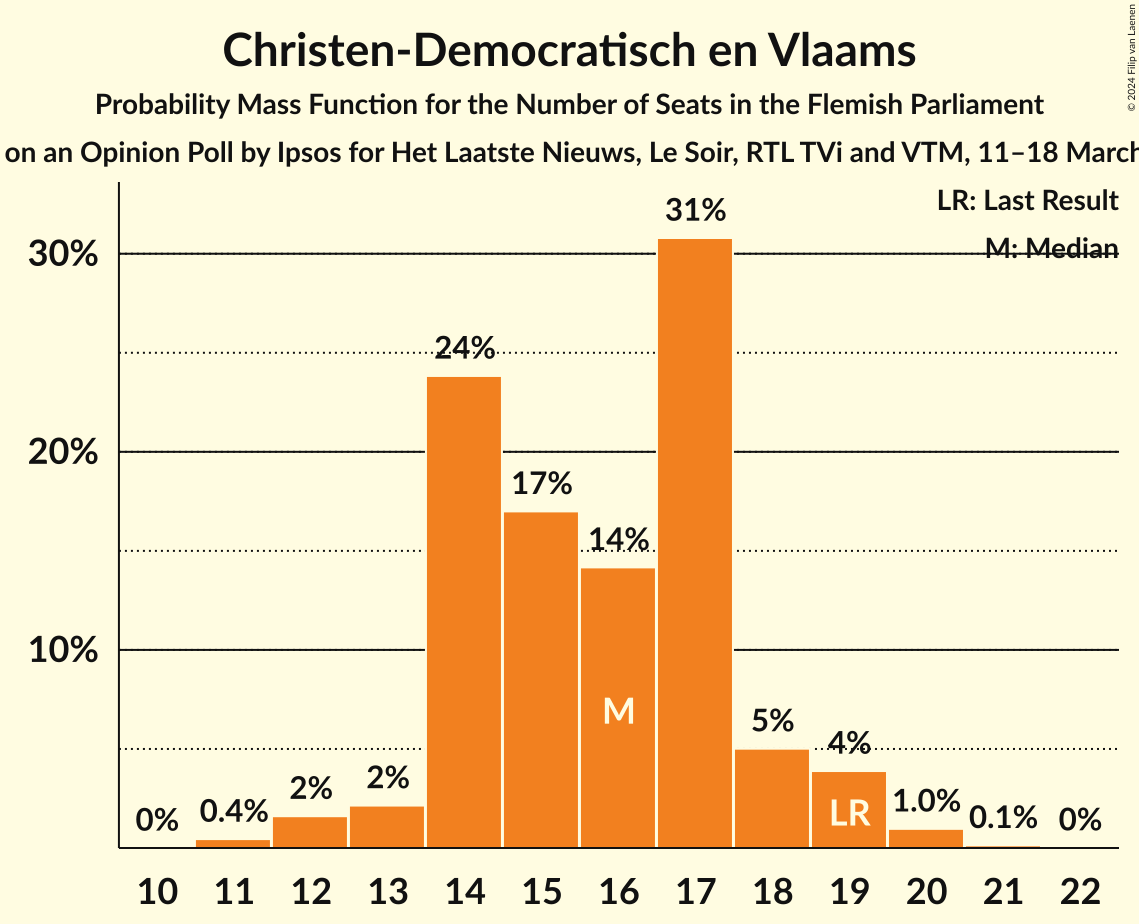 Christen-Democratisch en Vlaams
Probability Mass Function for the Number of Seats in the Flemish Parliament
on an Opinion Poll by Ipsos for Het Laatste Nieuws, Le Soir, RTL TVi and VTM, 11–18 March
© 2024 Filip van Laenen
LR: Last Result
M: Median
30%
20%
10%
0%
0.4%
2%
2%
24%
17%
14%
31%
5%
4%
1.0%
0.1%
0%
M
LR
10 11 12 13 14 15 16 17 18 19 20 21 22